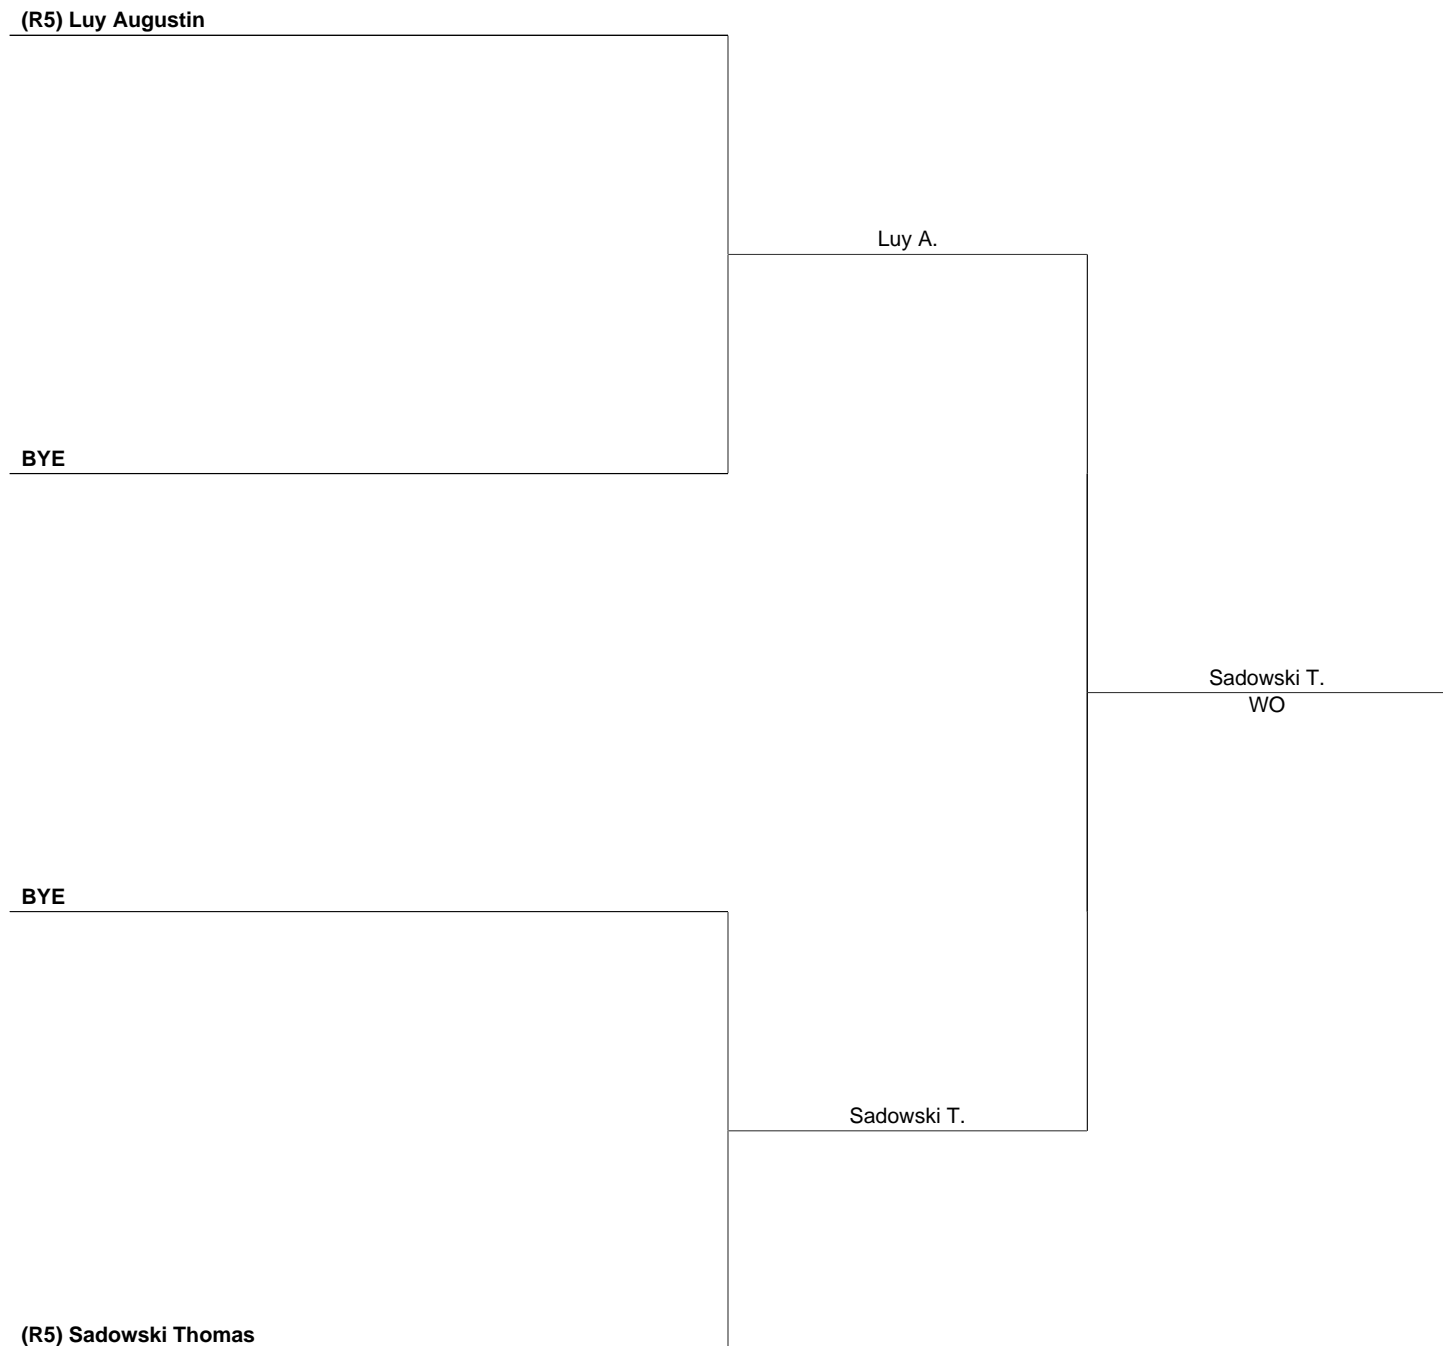 (R5) Luy Augustin
Luy A.
BYE
Sadowski T.
WO
BYE
Sadowski T.
(R5) Sadowski Thomas